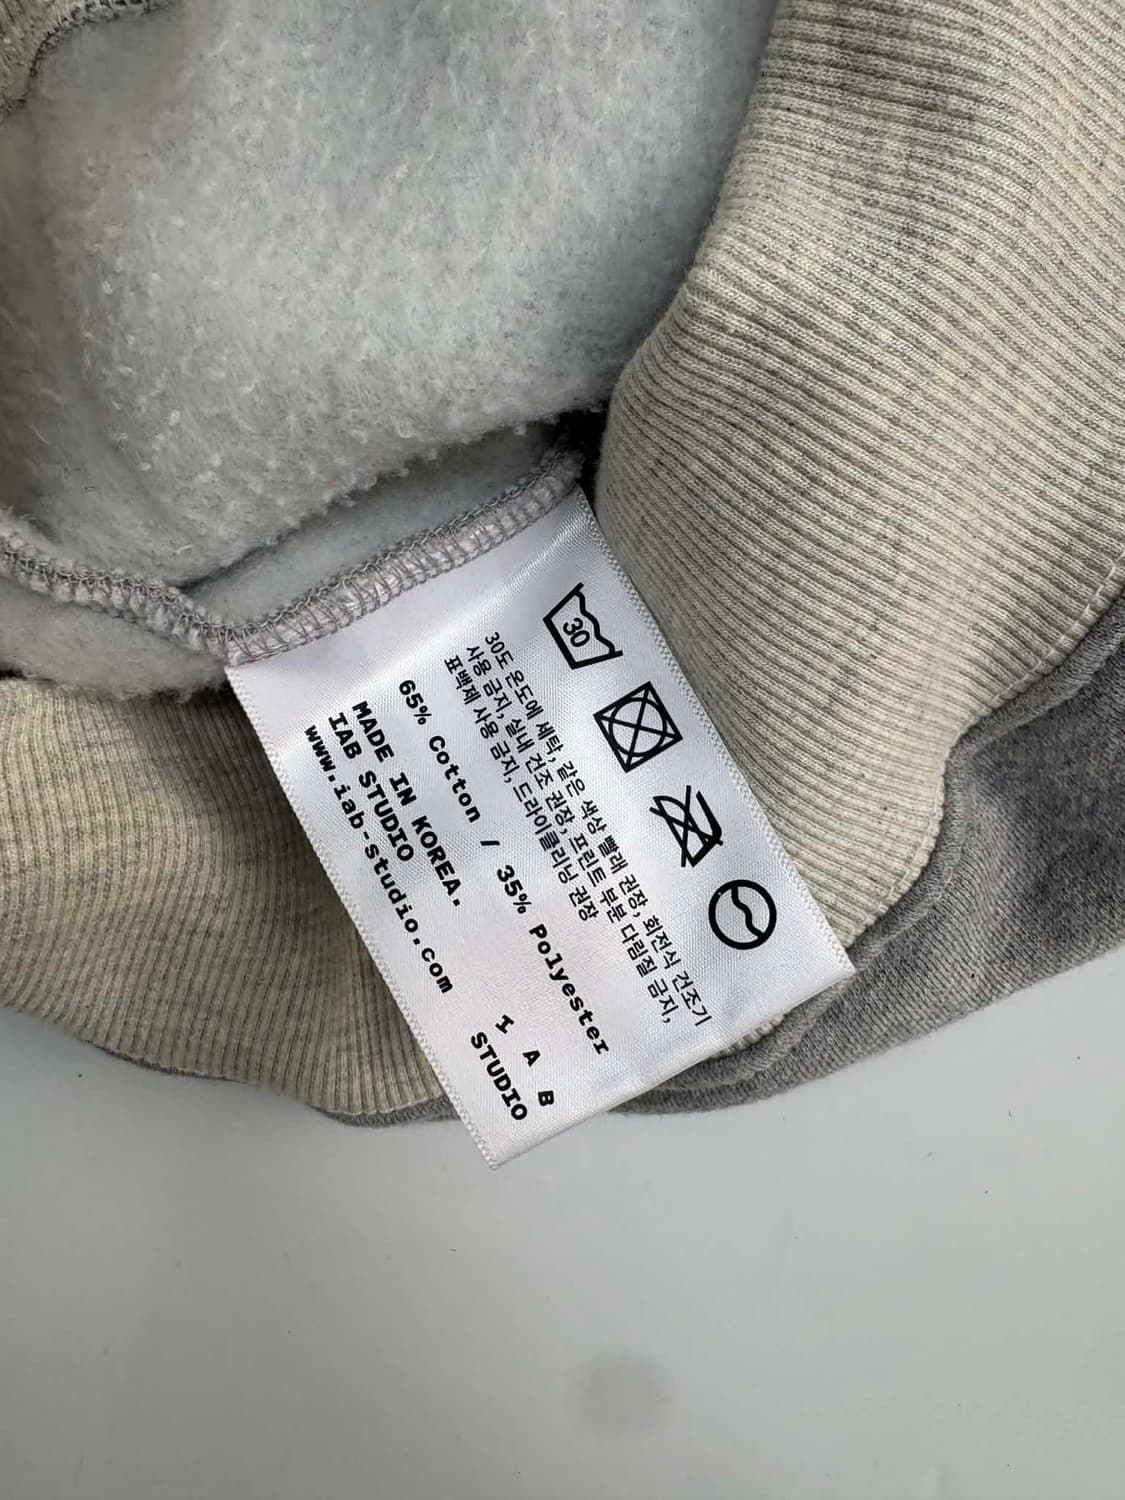 30
30도 온도에 세탁, 같은 색상 빨래 권장, 회전식 건조기
사용 금지, 실내 건조 권장, 프린트 부분 다림질 금지,
표백제 사용 금지, 드라이클리닝 권장
65% Cotton / 35% Polyester
MADE IN KOREA.
IAB STUDIO
www.iab-studio.com
I A B
STUDIO